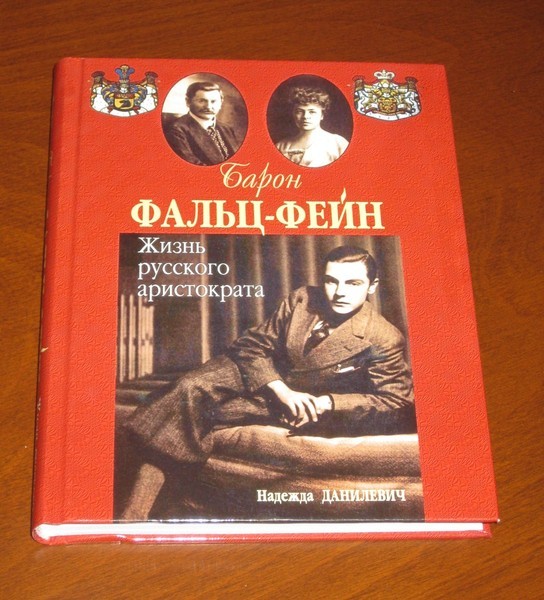 Барон
ФАЛЬЦ-ФЕЙН
Жизнь
русского
аристократа
Надежда ДАНИЛЕВИЧ